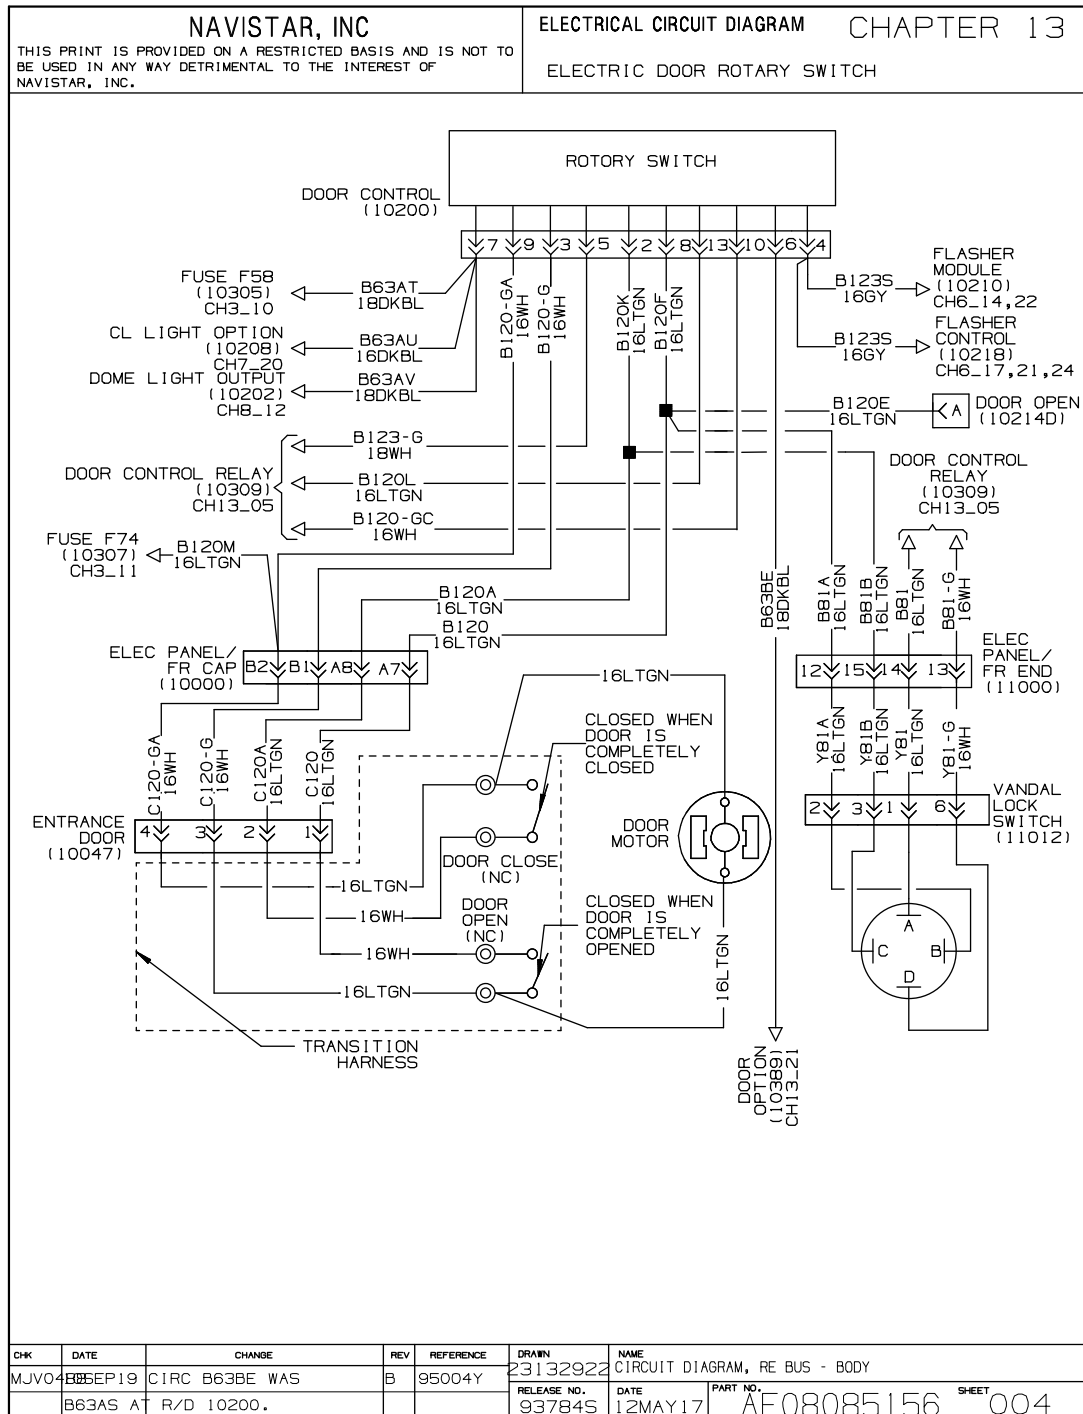 NAVISTAR, INC
THIS PRINT IS PROVIDED ON A RESTRICTED BASIS AND IS NOT TO
BE USED IN ANY WAY DETRIMENTAL TO THE INTEREST OF
NAVISTAR, INC.
ELECTRICAL CIRCUIT DIAGRAM
CHAPTER 13
ELECTRIC DOOR ROTARY SWITCH
ROTORY SWITCH
DOOR CONTROL
(10200)
7 9 3 5 2 8 13 10 6 4
FUSE F58
(10305)
CH3_10
B63AT
18DKBL
CL LIGHT OPTION
(10208)
CH7_20
B63AU
16DKBL
DOME LIGHT OUTPUT
(10202)
CH8_12
B63AV
18DKBL
B120-GA
16WH
B120-G
16WH
B120K
16LTGN
B120F
16LTGN
B123S
16GY
FLASHER
MODULE
(10210)
CH6_14,22
B123S
16GY
FLASHER
CONTROL
(10218)
CH6_17,21,24
B120E
16LTGN
A
DOOR OPEN
(10214D)
DOOR CONTROL RELAY
(10309)
CH13_05
B123-G
18WH
B120L
16LTGN
B120-GC
16WH
DOOR CONTROL
RELAY
(10309)
CH13_05
FUSE F74
(10307)
CH3_11
B120M
16LTGN
B120A
16LTGN
B120
16LTGN
B63BE
18DKBL
B81A
16LTGN
B81B
16LTGN
B81
16LTGN
B81-G
16WH
ELEC PANEL/
FR CAP
(10000)
B2 B1 A8 A7
12 15 14 13
ELEC
PANEL/
FR END
(11000)
C120-GA
16WH
C120-G
16WH
C120A
16LTGN
C120
16LTGN
16LTGN
CLOSED WHEN
DOOR IS
COMPLETELY
CLOSED
Y81A
16LTGN
Y81B
16LTGN
Y81
16LTGN
Y81-G
16WH
2 3 1 6
VANDAL
LOCK
SWITCH
(11012)
ENTRANCE
DOOR
(10047)
4 3 2 1
DOOR
MOTOR
DOOR CLOSE
(NC)
16LTGN
16WH
DOOR
OPEN
(NC)
16WH
16LTGN
CLOSED WHEN
DOOR IS
COMPLETELY
OPENED
16LTGN
A
C
B
D
TRANSITION
HARNESS
DOOR
OPTION
(10389)
CH13_21
CHK DATE CHANGE REV REFERENCE
SEP19 CIRC B63BE WAS B 95004Y
B63AS AT R/D 10200.
DRAWN
23132922
NAME
CIRCUIT DIAGRAM, RE BUS - BODY
RELEASE NO.
93784S
DATE
12MAY17
PART NO.
AE08085156
SHEET
004